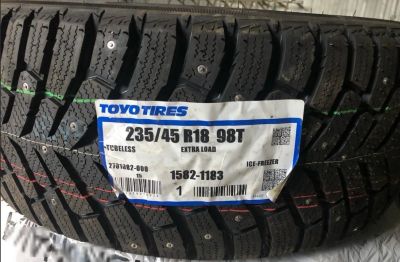 TOYO TIRES
235/45 R18 98T
TUBELESS EXTRA LOAD
ICE-FREEZER
1582-1183
1